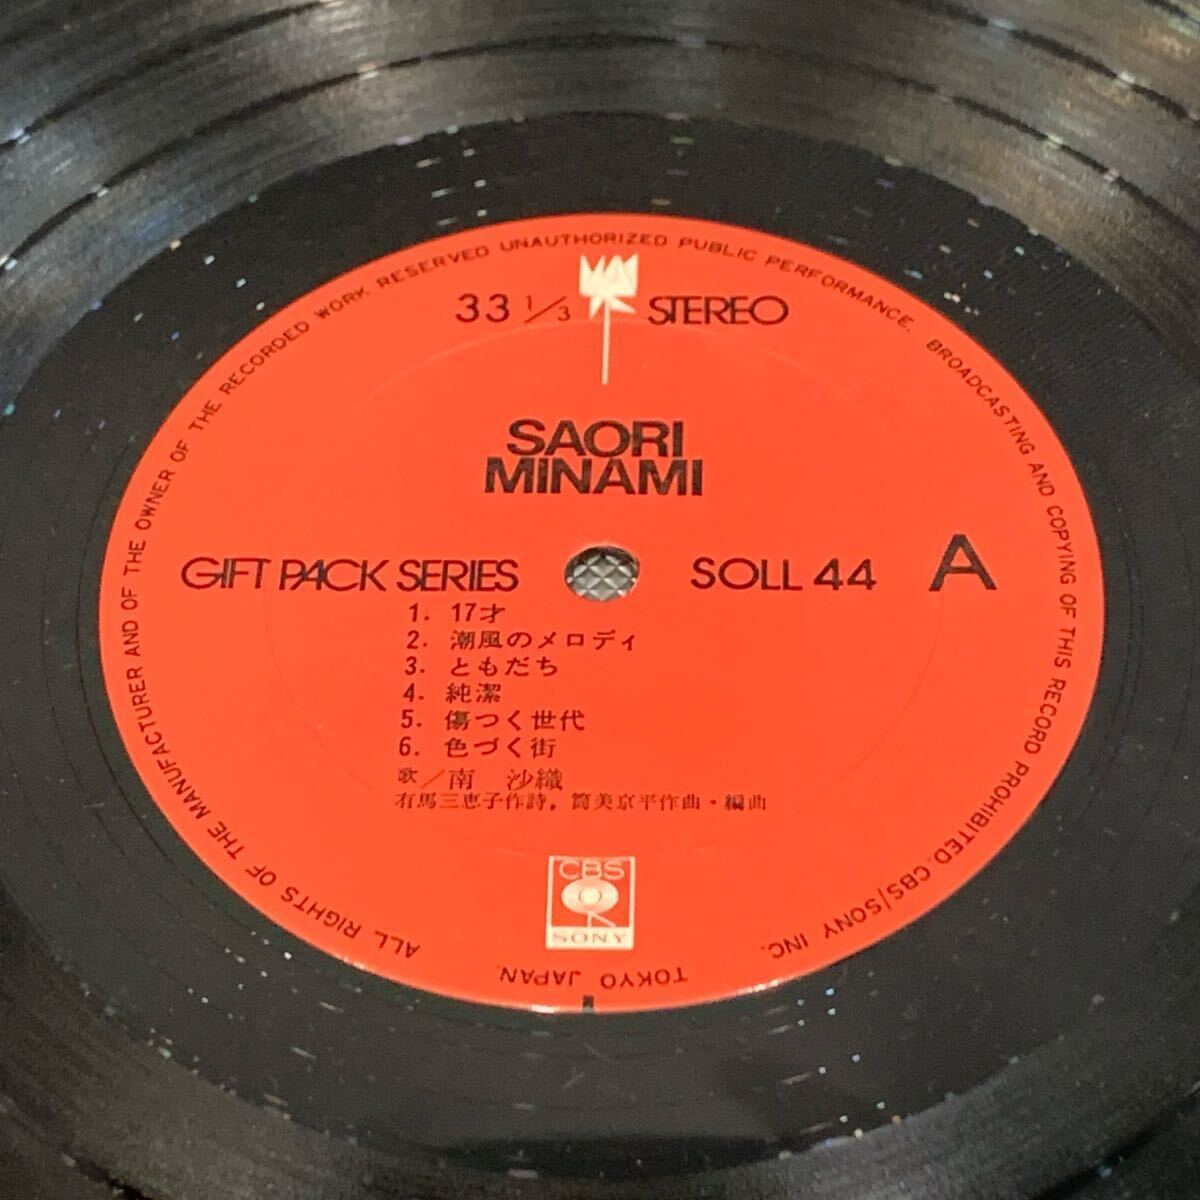 ALL RIGHTS OF THE MANUFACTURER AND OF THE OWNER OF THE RECORDED WORK RESERVED UNAUTHORIZED PUBLIC PERFORMANCE. BROADCASTING AND COPYING OF THIS RECORD PROHIBITED. CBS/SONY INC.
TOKYO JAPAN.
33 1/3 STEREO
SAORI
MINAMI
GIFT PACK SERIES SOLL 44 A
1. 17才
2. 潮風のメロディ
3. ともだち
4. 純潔
5. 傷つく世代
6. 色づく街
歌／南 沙織
有馬三恵子作詩，筒美京平作曲・編曲
CBS
SONY